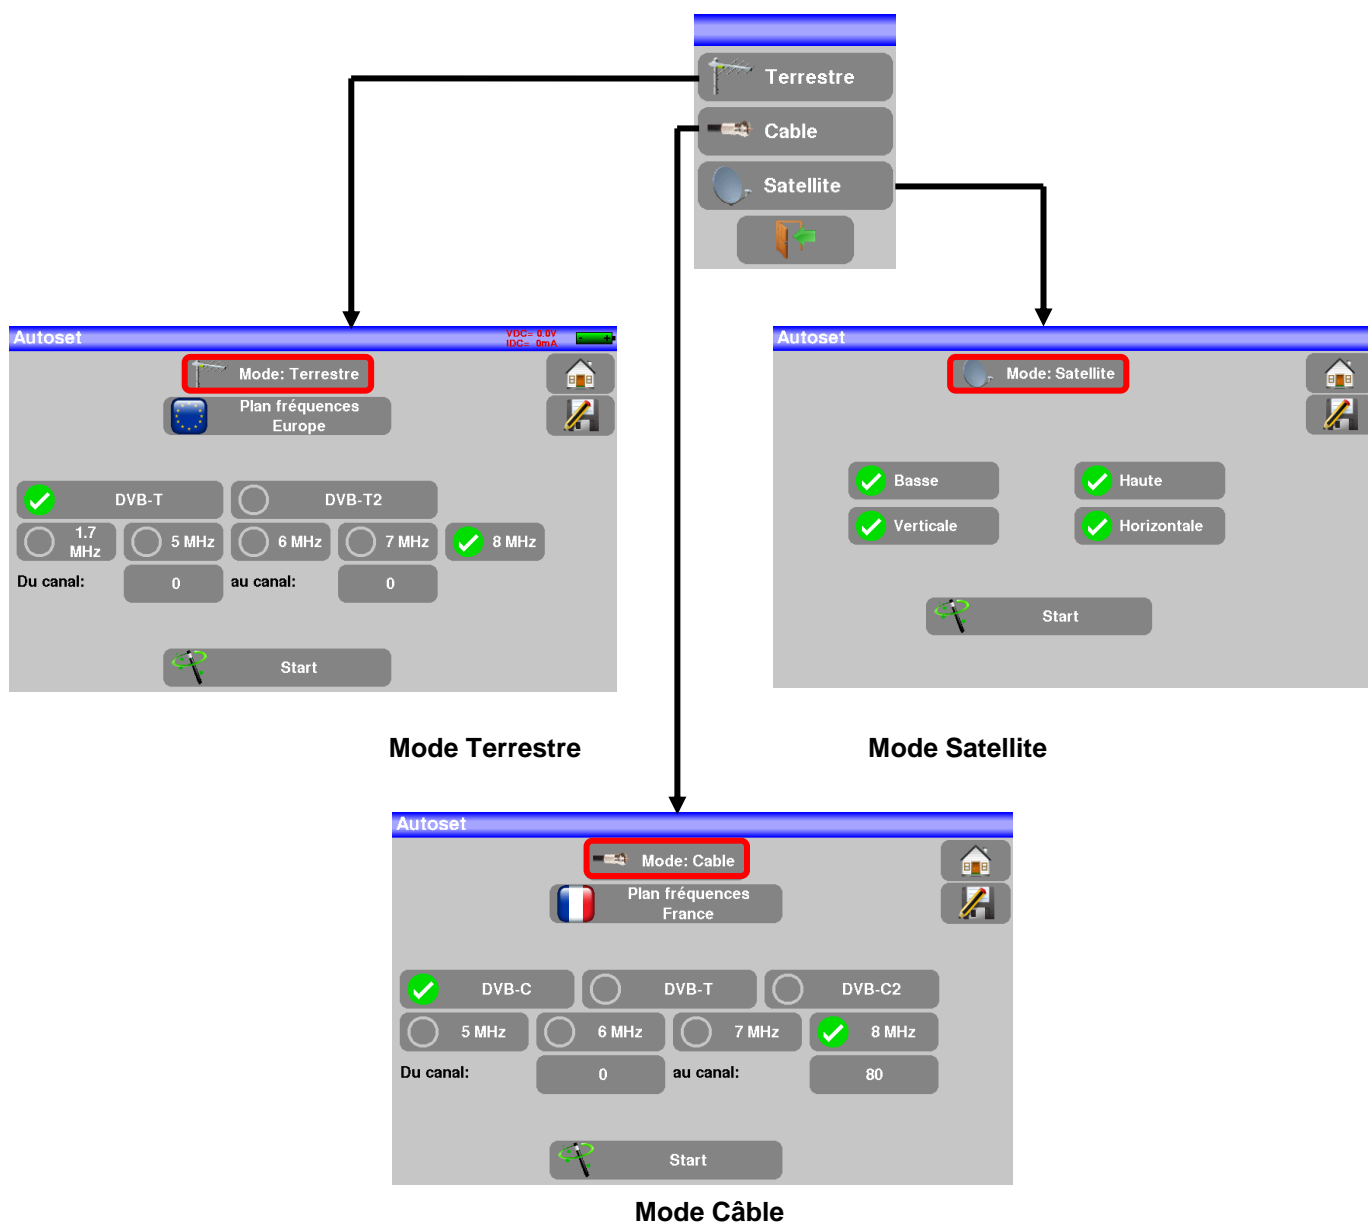 Terrestre
Cable
Satellite
Autoset
VDC= 0.0V
IDC= 0mA
Mode: Terrestre
Plan fréquences
Europe
DVB-T
DVB-T2
1.7
MHz
5 MHz
6 MHz
7 MHz
8 MHz
Du canal:
0
au canal:
0
Start
Mode Terrestre
Autoset
Mode: Satellite
Basse
Haute
Verticale
Horizontale
Start
Mode Satellite
Autoset
Mode: Cable
Plan fréquences
France
DVB-C
DVB-T
DVB-C2
5 MHz
6 MHz
7 MHz
8 MHz
Du canal:
0
au canal:
80
Start
Mode Câble